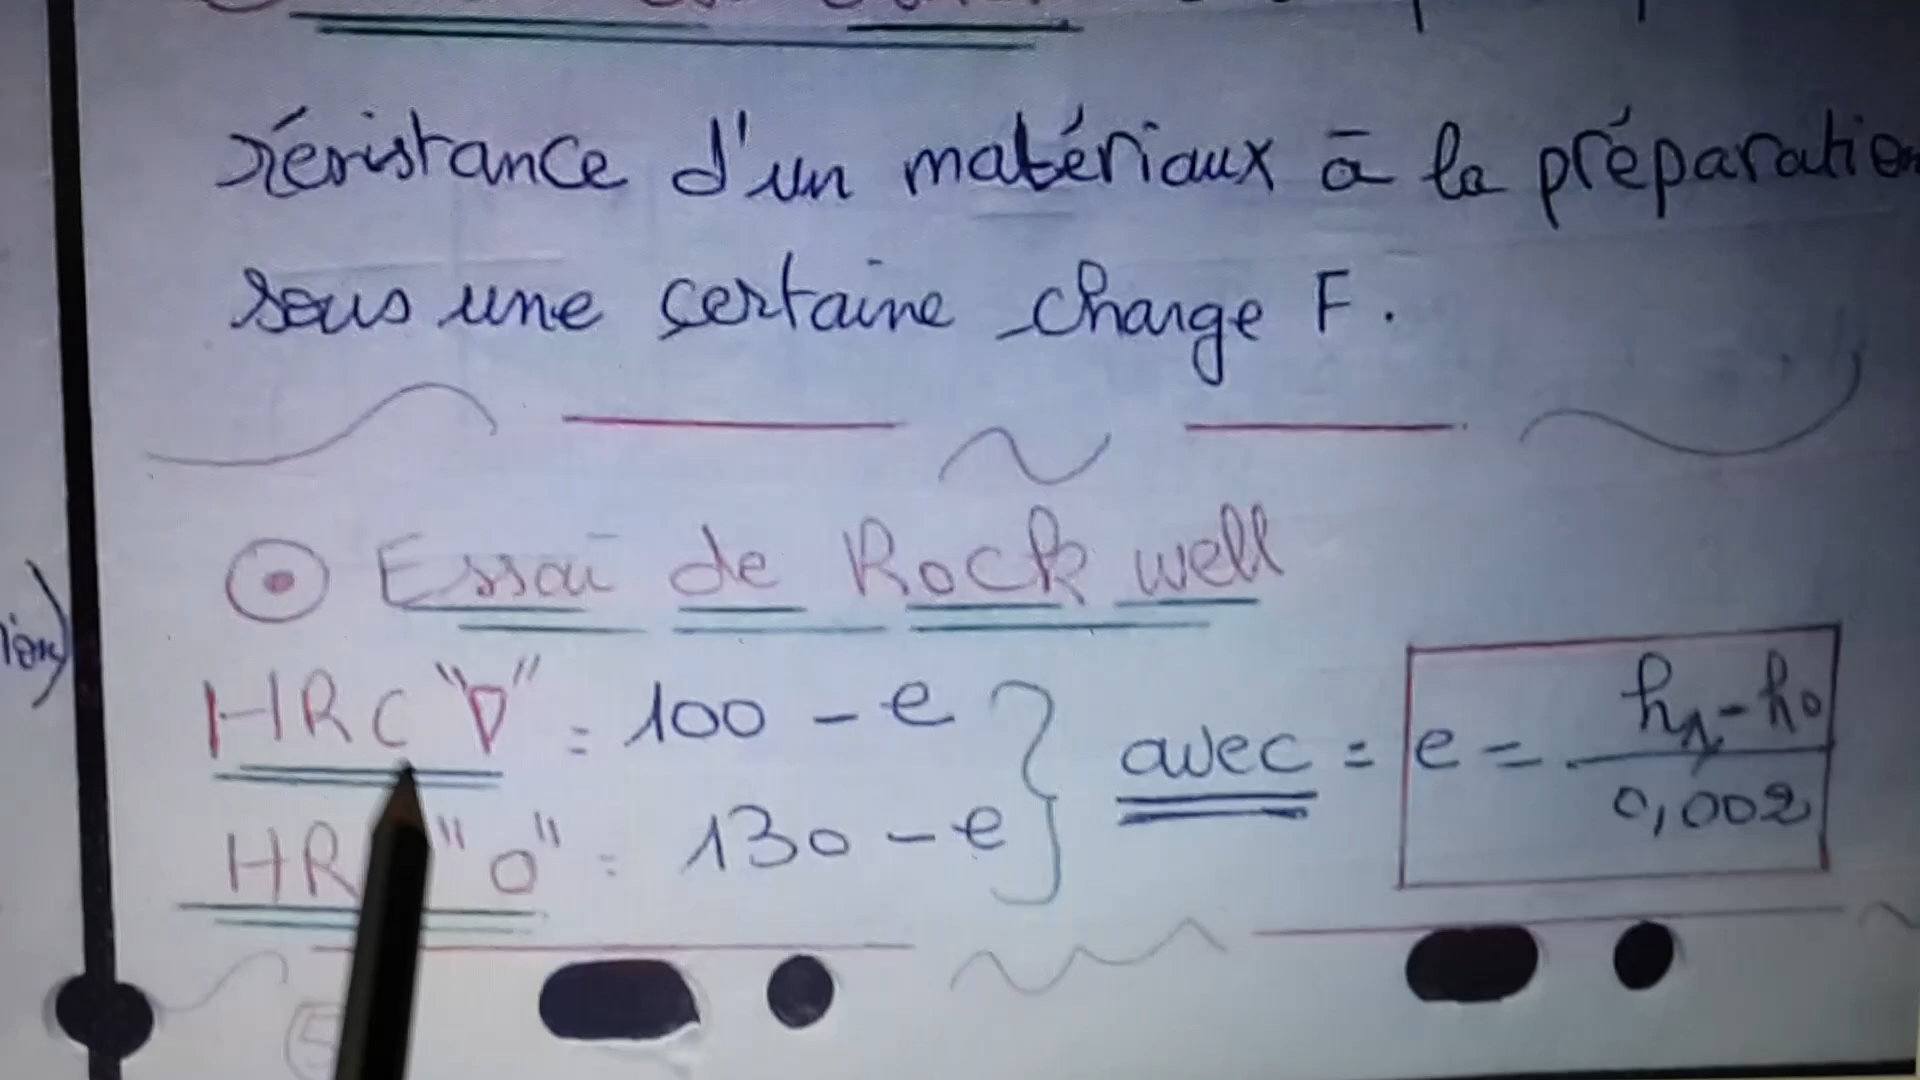 résistance d'un matériaux à la préparation
sous une certaine charge F.
Essai de Rockwell
HRC "∇" = 100 - e
HR "o" = 130 - e
avec = e = h₁ - h₀ / 0,002